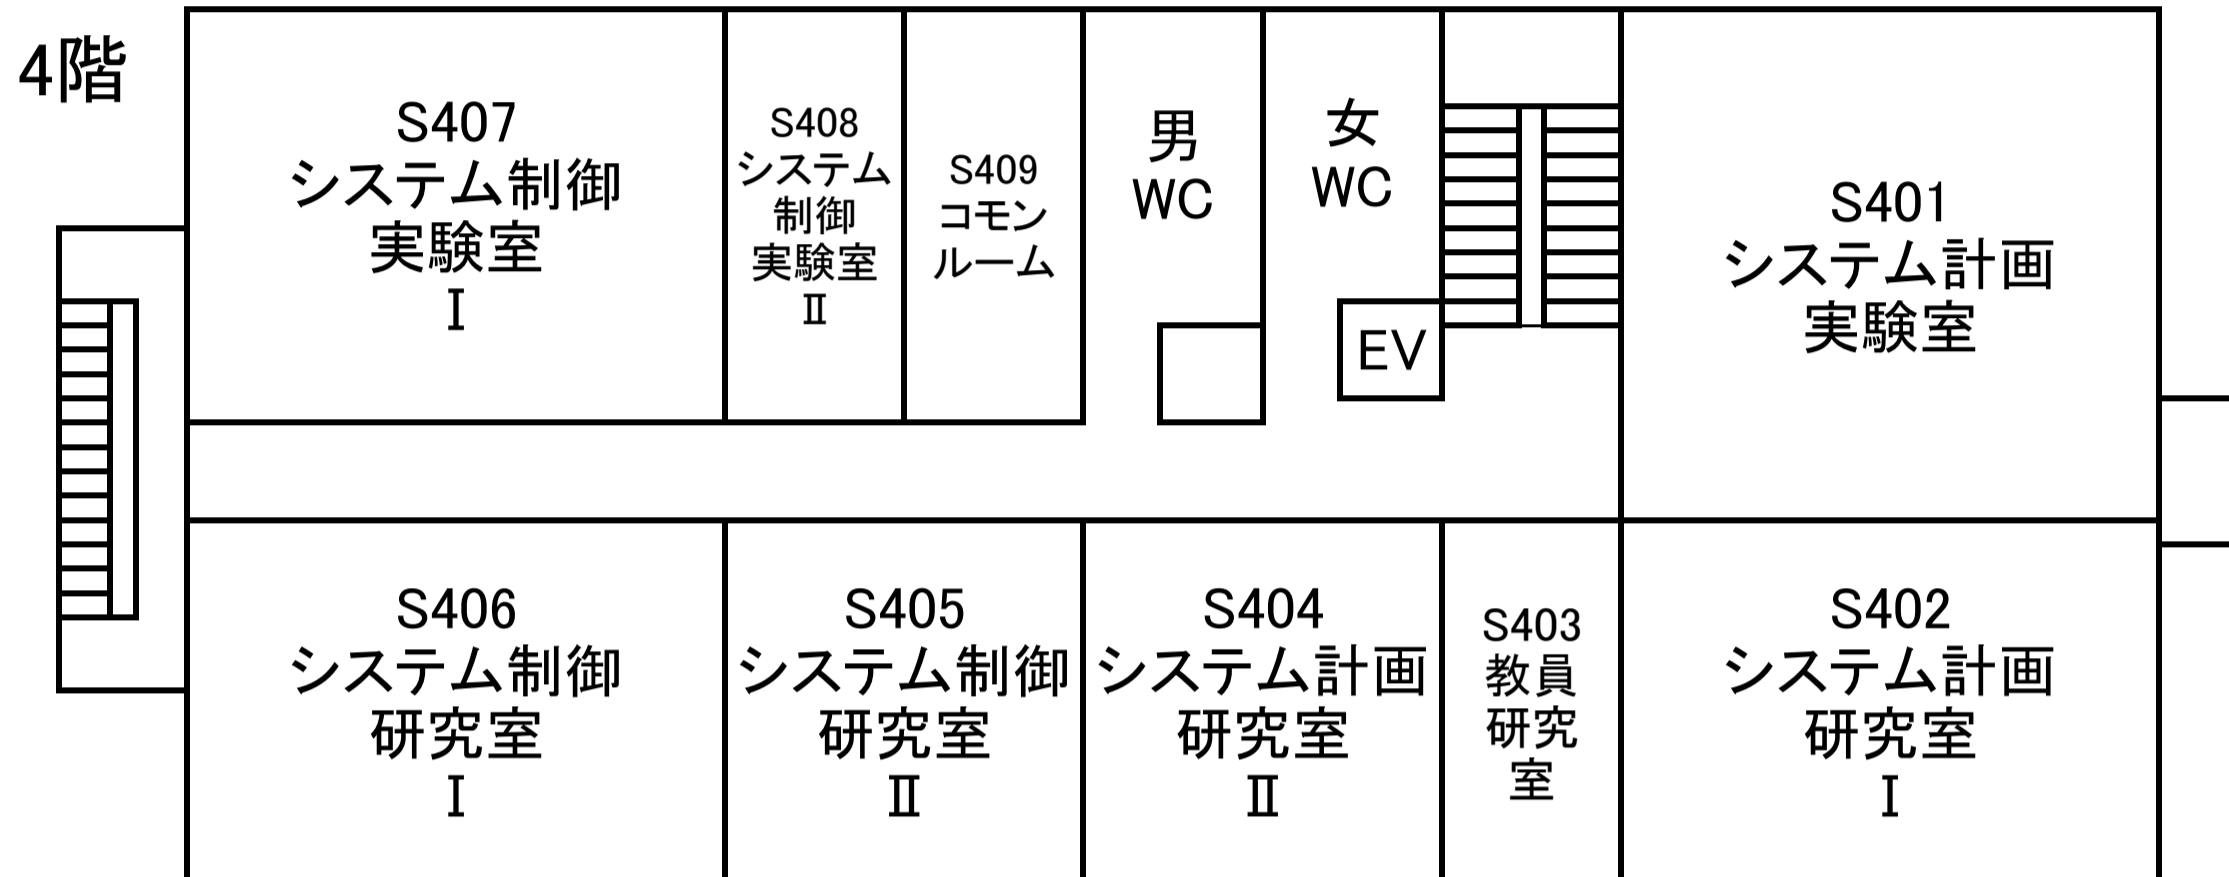 4階
S407
システム制御
実験室
Ⅰ
S408
システム
制御
実験室
Ⅱ
S409
コモン
ルーム
男
WC
女
WC
EV
S401
システム計画
実験室
S406
システム制御
研究室
Ⅰ
S405
システム制御
研究室
Ⅱ
S404
システム計画
研究室
Ⅱ
S403
教員
研究
室
S402
システム計画
研究室
Ⅰ